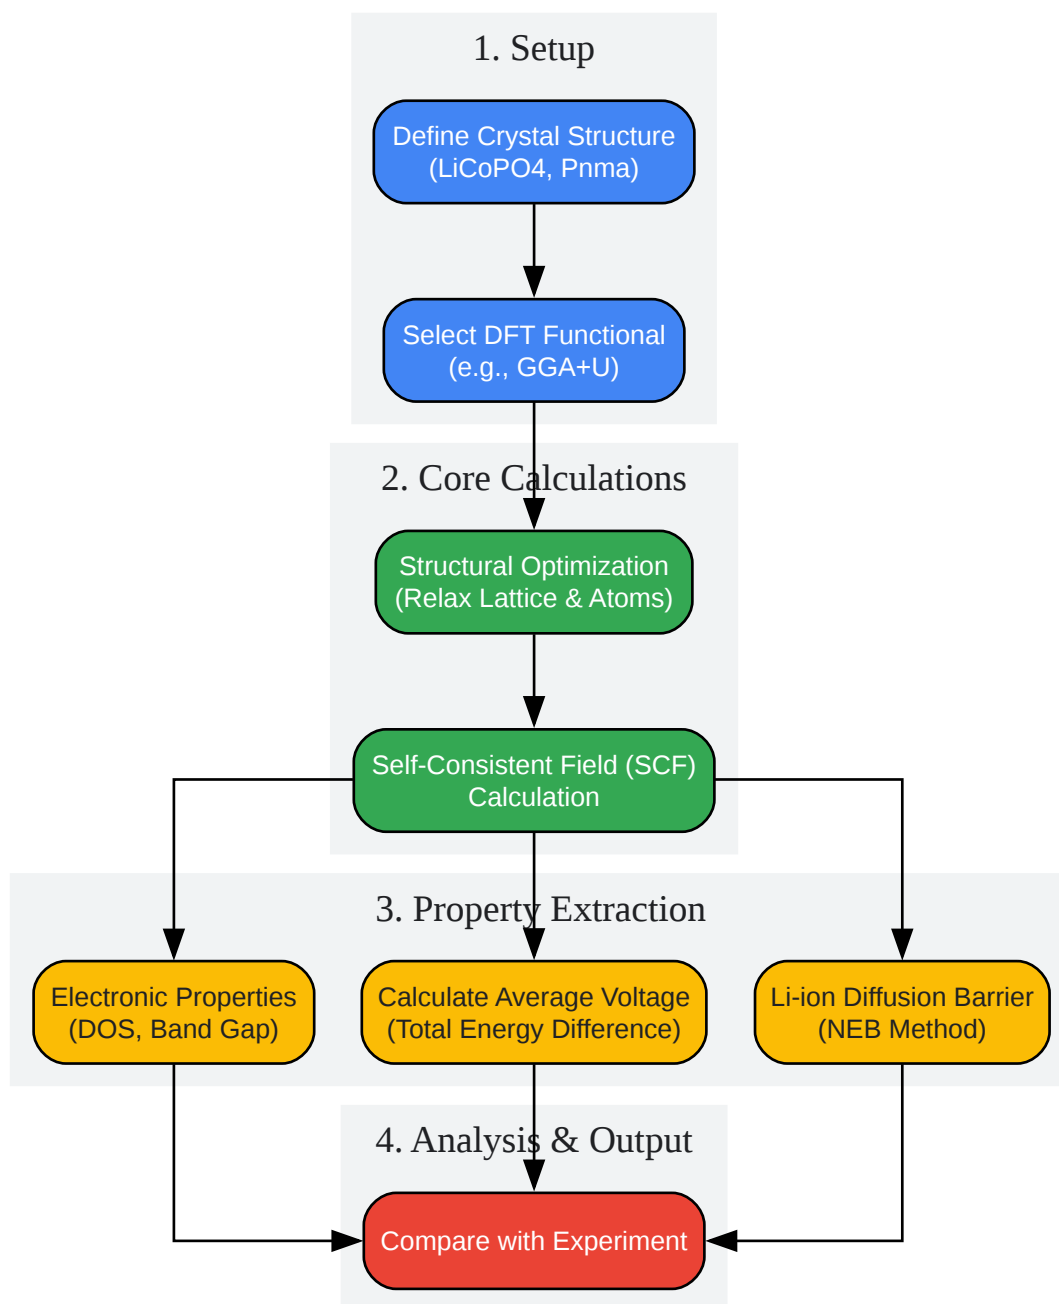 1. Setup
Define Crystal Structure
(LiCoPO4, Pnma)
Select DFT Functional
(e.g., GGA+U)
2. Core Calculations
Structural Optimization
(Relax Lattice & Atoms)
Self-Consistent Field (SCF)
Calculation
3. Property Extraction
Electronic Properties
(DOS, Band Gap)
Calculate Average Voltage
(Total Energy Difference)
Li-ion Diffusion Barrier
(NEB Method)
4. Analysis & Output
Compare with Experiment